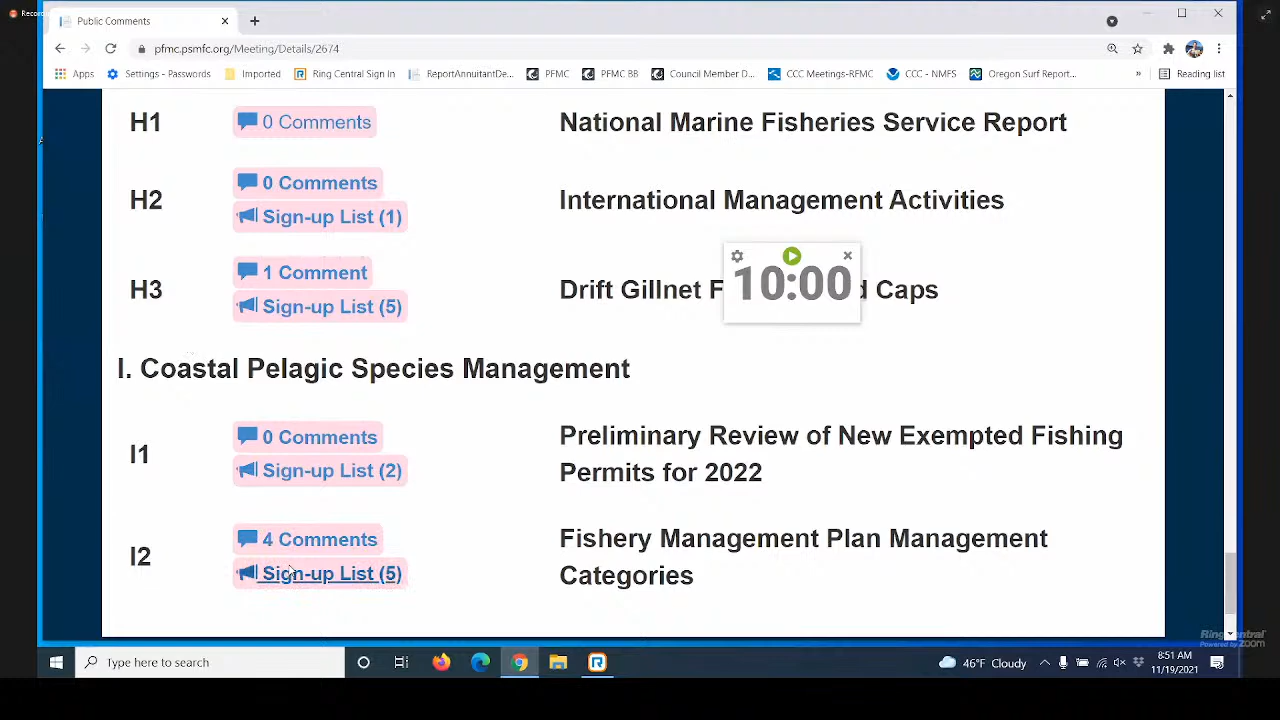 Recor
Public Comments
pfmc.psmfc.org/Meeting/Details/2674
Apps Settings - Passwords Imported Ring Central Sign In ReportAnnuitantDe... PFMC PFMC BB Council Member D... CCC Meetings-RFMC CCC - NMFS Oregon Surf Report... » Reading list
H1 0 Comments National Marine Fisheries Service Report
H2 0 Comments International Management Activities
Sign-up List (1)
H3 1 Comment Drift Gillnet F d Caps
Sign-up List (5)
10:00
I. Coastal Pelagic Species Management
I1 0 Comments Preliminary Review of New Exempted Fishing
Sign-up List (2) Permits for 2022
I2 4 Comments Fishery Management Plan Management
Sign-up List (5) Categories
RingCentral
Powered by zoom
Type here to search 46°F Cloudy 8:51 AM
11/19/2021